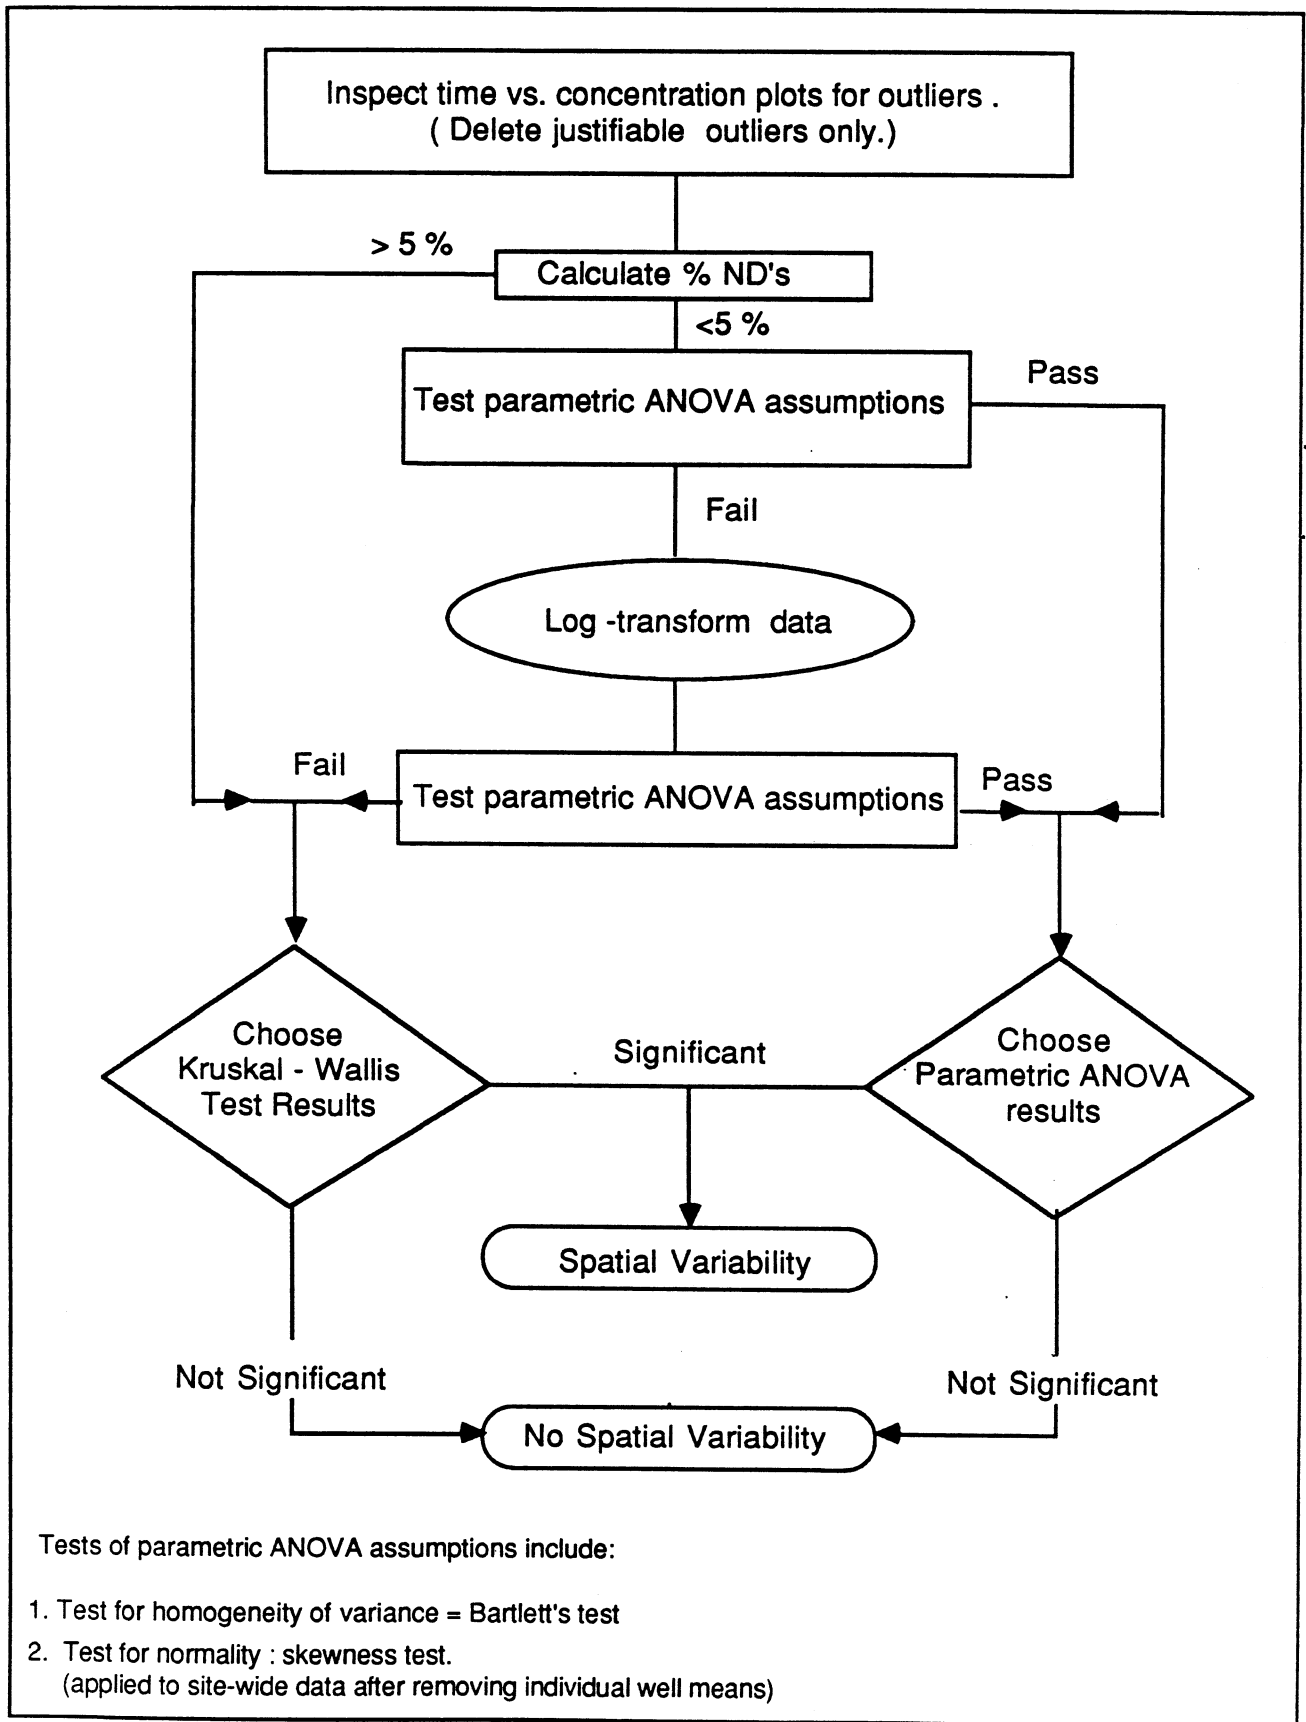 Inspect time vs. concentration plots for outliers .
( Delete justifiable outliers only.)
> 5 %
Calculate % ND's
<5 %
Pass
Test parametric ANOVA assumptions
Fail
Log -transform data
Fail
Test parametric ANOVA assumptions
Pass
Choose
Kruskal - Wallis
Test Results
Significant
Choose
Parametric ANOVA
results
Spatial Variability
Not Significant
Not Significant
No Spatial Variability
Tests of parametric ANOVA assumptions include:
1. Test for homogeneity of variance = Bartlett's test
2. Test for normality : skewness test.
(applied to site-wide data after removing individual well means)